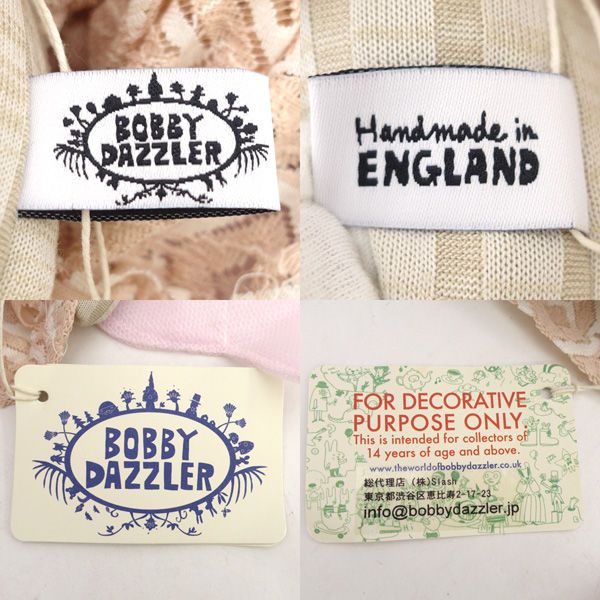 BOBBY
DAZZLER
Handmade in
ENGLAND
BOBBY
DAZZLER
FOR DECORATIVE
PURPOSE ONLY.
This is intended for collectors of
14 years of age and above.
www.theworldofbobbydazzler.co.uk
総代理店 (株)Slash
東京都渋谷区恵比寿2-17-23
info@bobbydazzler.jp